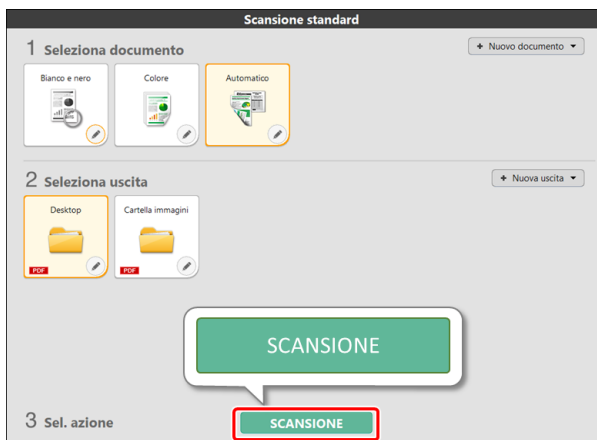 Scansione standard
1 Seleziona documento
+ Nuovo documento
Bianco e nero
Colore
Automatico
2 Seleziona uscita
+ Nuova uscita
Desktop
Cartella immagini
PDF
PDF
SCANSIONE
3 Sel. azione
SCANSIONE